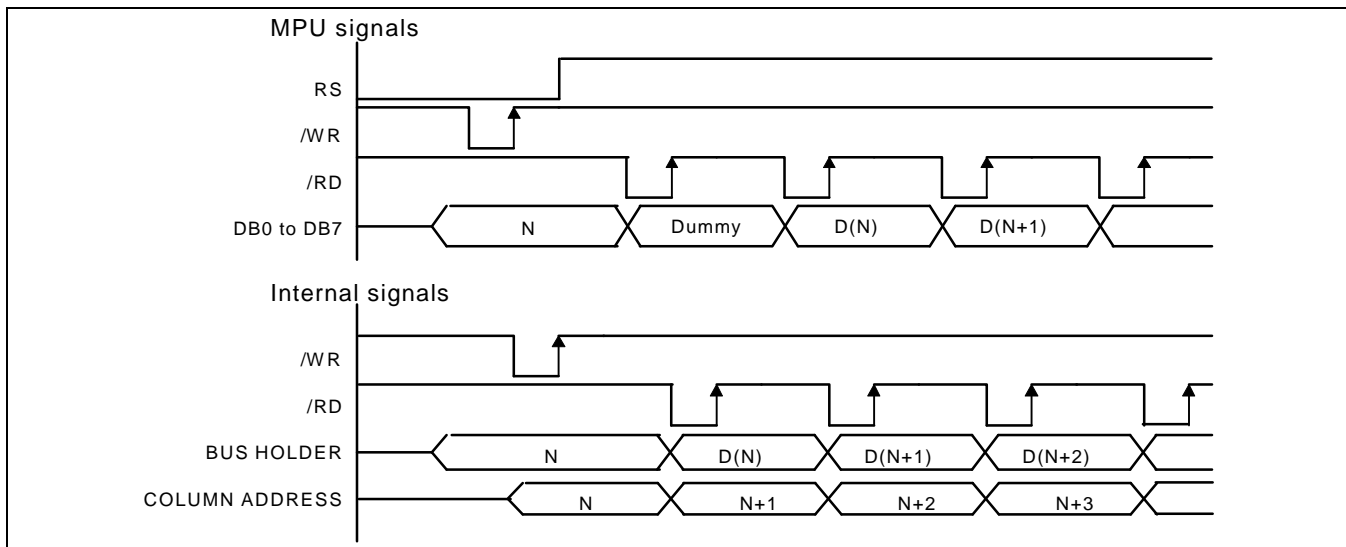 MPU signals
RS
/WR
/RD
DB0 to DB7 N Dummy D(N) D(N+1)
Internal signals
/WR
/RD
BUS HOLDER N D(N) D(N+1) D(N+2)
COLUMN ADDRESS N N+1 N+2 N+3